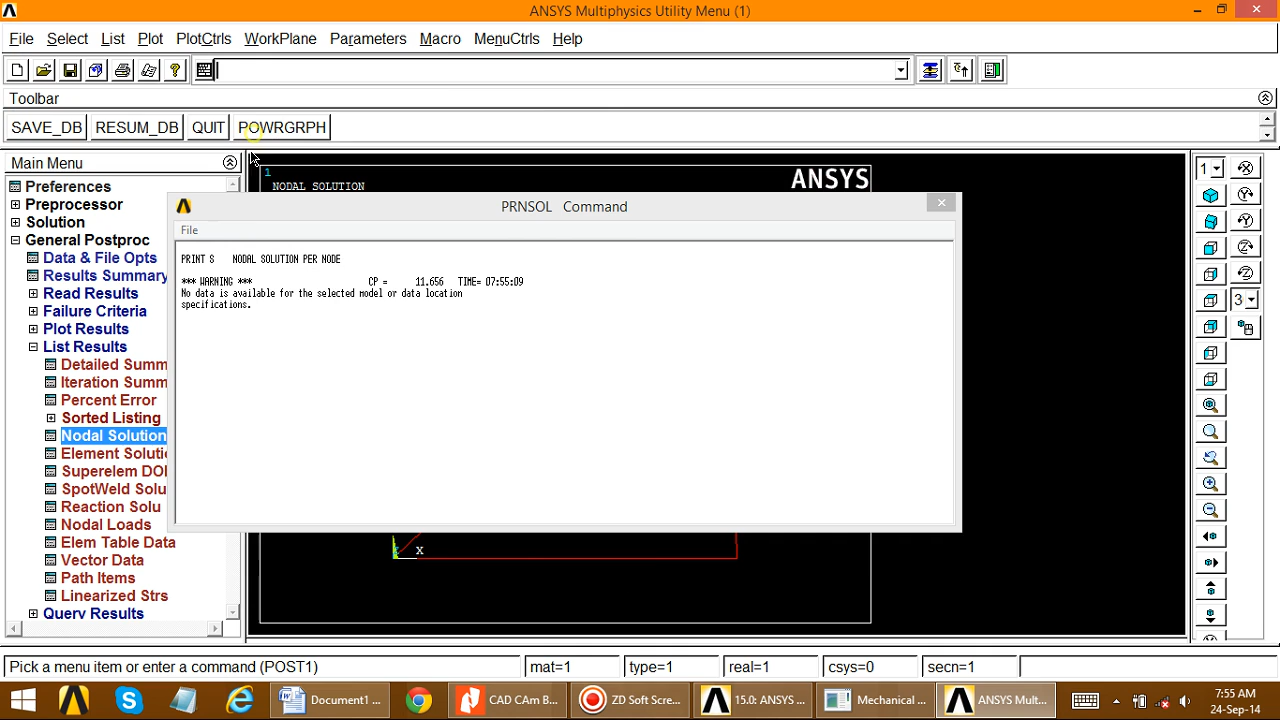 ANSYS Multiphysics Utility Menu (1)
File Select List Plot PlotCtrls WorkPlane Parameters Macro MenuCtrls Help
Toolbar
SAVE_DB RESUM_DB QUIT POWRGRPH
Main Menu
Preferences
Preprocessor
Solution
General Postproc
Data & File Opts
Results Summary
Read Results
Failure Criteria
Plot Results
List Results
Detailed Summ
Iteration Summ
Percent Error
Sorted Listing
Nodal Solution
Element Soluti
Superelem DO
SpotWeld Solu
Reaction Solu
Nodal Loads
Elem Table Data
Vector Data
Path Items
Linearized Strs
Query Results
1
NODAL SOLUTION
ANSYS
PRNSOL Command
File
PRINT S NODAL SOLUTION PER NODE
*** WARNING *** CP = 11.656 TIME= 07:55:09
No data is available for the selected model or data location
specifications.
X
1
3
Pick a menu item or enter a command (POST1) mat=1 type=1 real=1 csys=0 secn=1
Document1 ... CAD CAm B... ZD Soft Scre... 15.0: ANSYS ... Mechanical ... ANSYS Mult...
7:55 AM
24-Sep-14